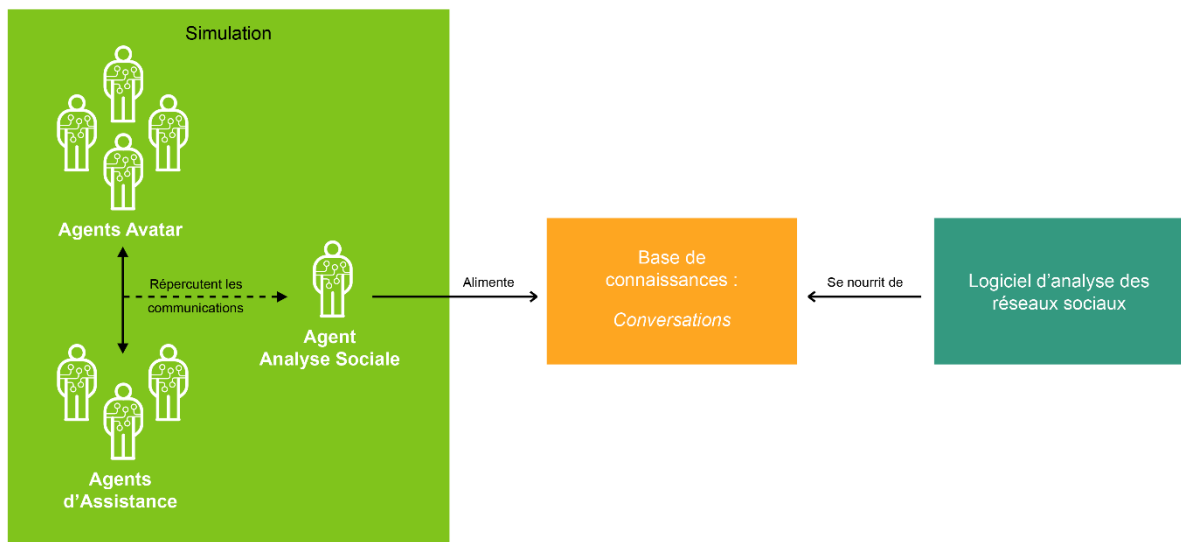 Simulation
Agents Avatar
Répercutent les
communications
Agent
Analyse Sociale
Agents
d’Assistance
Alimente
Base de
connaissances :
Conversations
Se nourrit de
Logiciel d’analyse des
réseaux sociaux